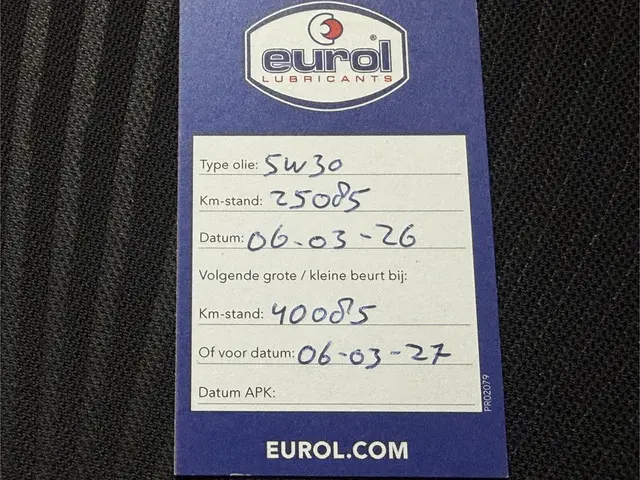 eurol®
LUBRICANTS
Type olie: 5W30
Km-stand: 25085
Datum: 06-03-26
Volgende grote / kleine beurt bij:
Km-stand: 40085
Of voor datum: 06-03-27
Datum APK:
PR02079
EUROL.COM